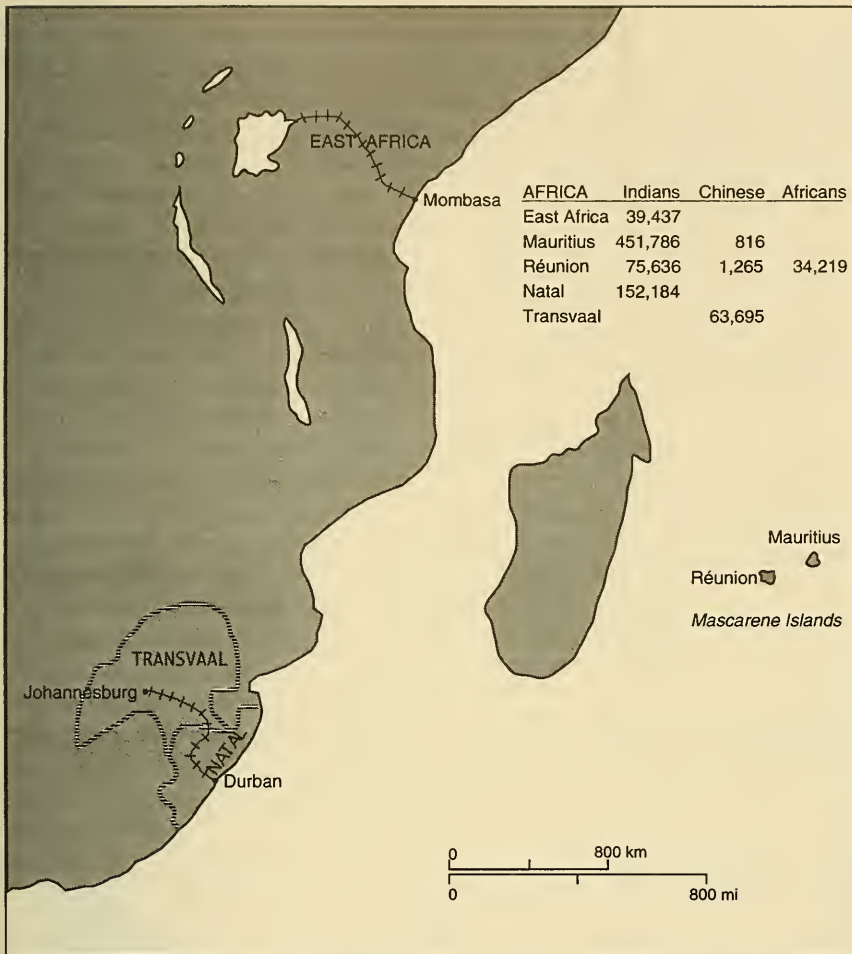 EAST AFRICA
Mombasa
AFRICA Indians Chinese Africans
East Africa 39,437
Mauritius 451,786 816
Réunion 75,636 1,265 34,219
Natal 152,184
Transvaal 63,695
Mauritius
Réunion
Mascarene Islands
TRANSVAAL
Johannesburg
NATAL
Durban
0 800 km
0 800 mi